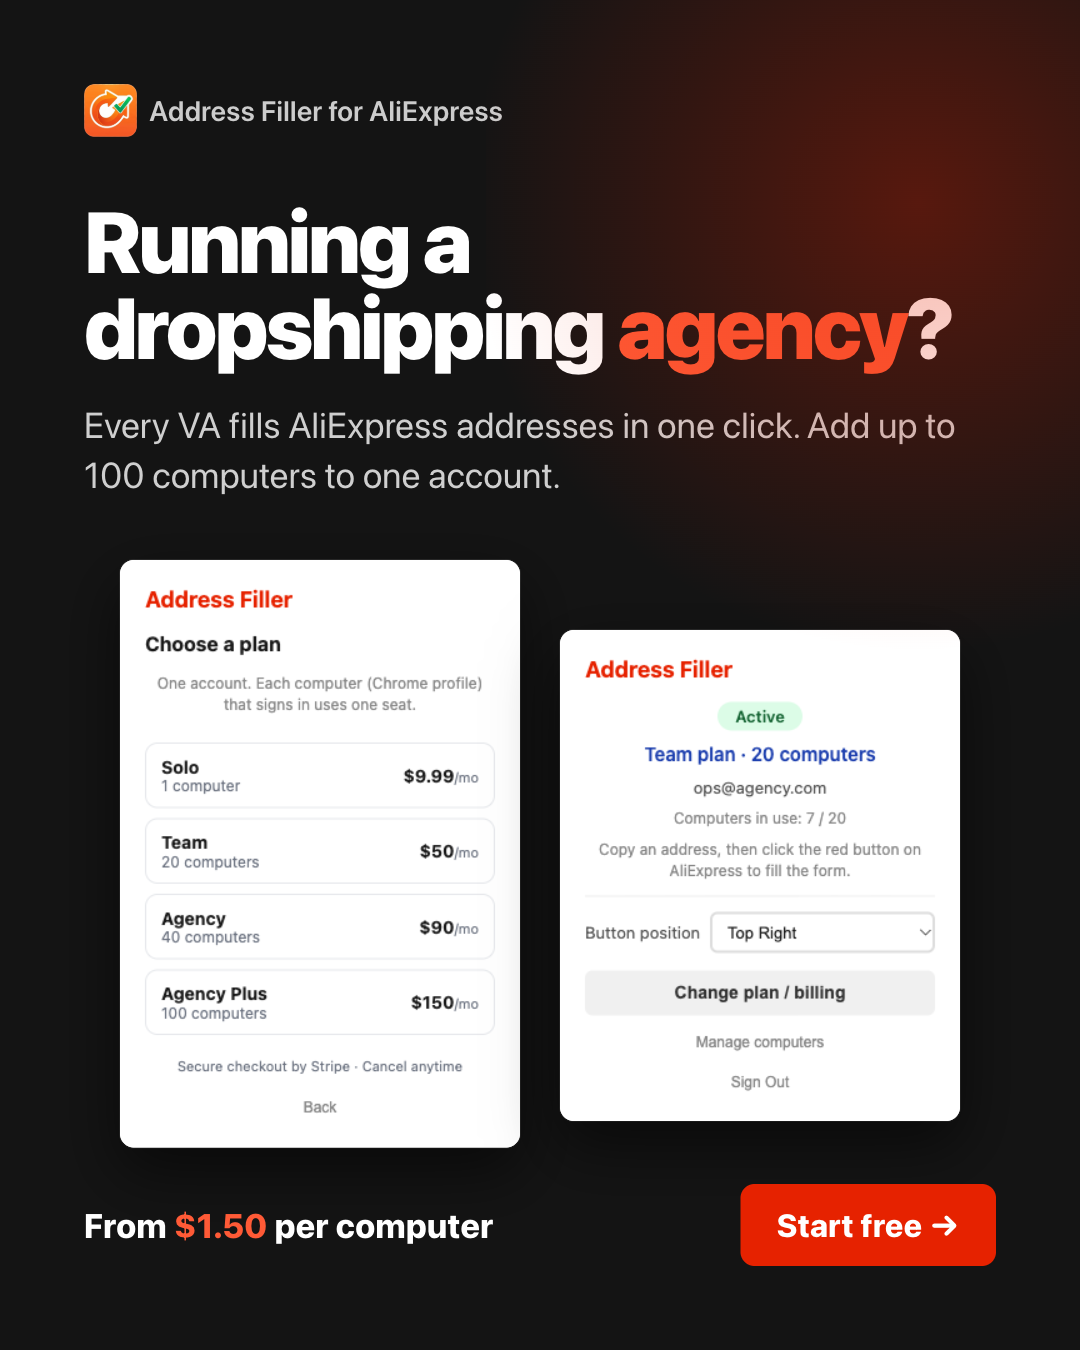 Address Filler for AliExpress
Running a
dropshipping agency?
Every VA fills AliExpress addresses in one click. Add up to
100 computers to one account.
Address Filler
Choose a plan
One account. Each computer (Chrome profile)
that signs in uses one seat.
Solo
1 computer
$9.99/mo
Team
20 computers
$50/mo
Agency
40 computers
$90/mo
Agency Plus
100 computers
$150/mo
Secure checkout by Stripe · Cancel anytime
Back
Address Filler
Active
Team plan · 20 computers
ops@agency.com
Computers in use: 7 / 20
Copy an address, then click the red button on
AliExpress to fill the form.
Button position
Top Right
Change plan / billing
Manage computers
Sign Out
From $1.50 per computer
Start free →